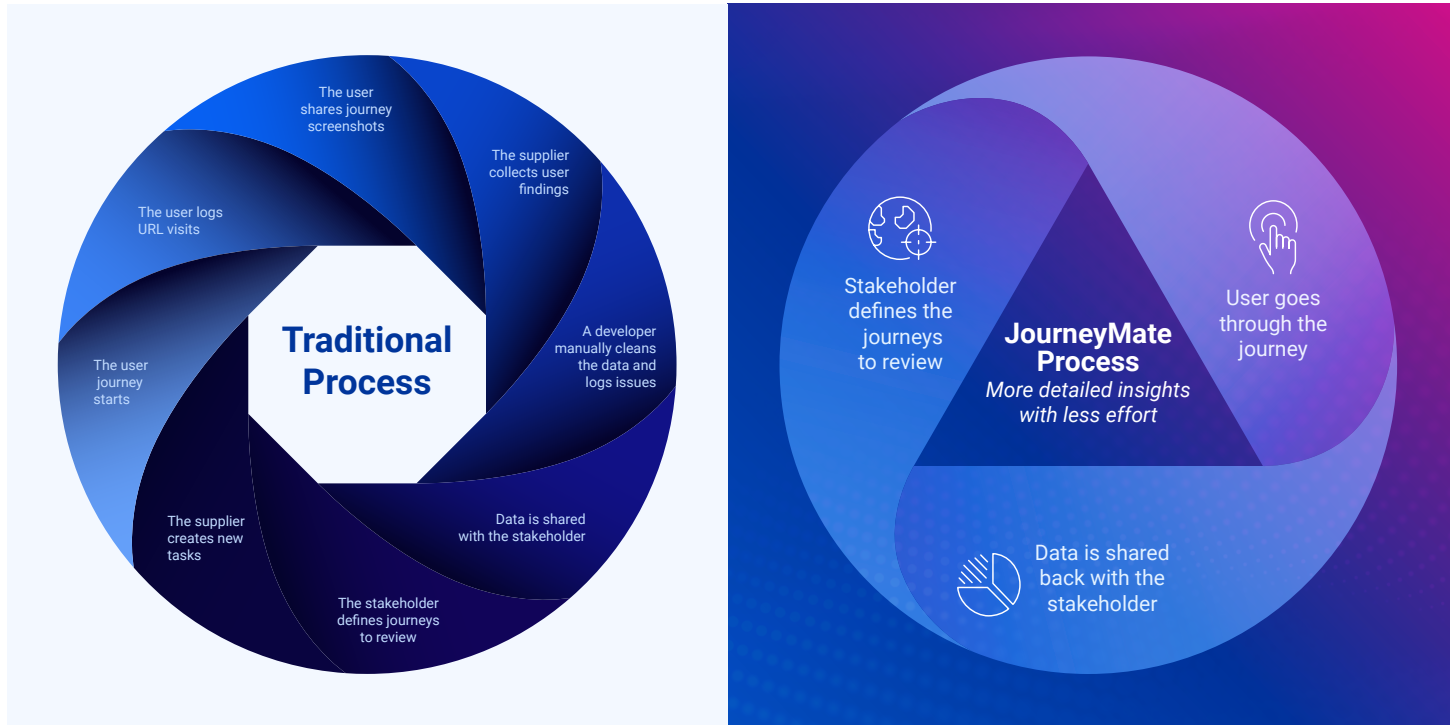 The user
shares journey
screenshots
The supplier
collects user
findings
A developer
manually cleans
the data and
logs issues
Data is shared
with the stakeholder
The stakeholder
defines journeys
to review
The supplier
creates new
tasks
The user
journey
starts
The user logs
URL visits
Traditional
Process
Stakeholder
defines the
journeys
to review
User goes
through the
journey
Data is shared
back with the
stakeholder
JourneyMate
Process
More detailed insights
with less effort